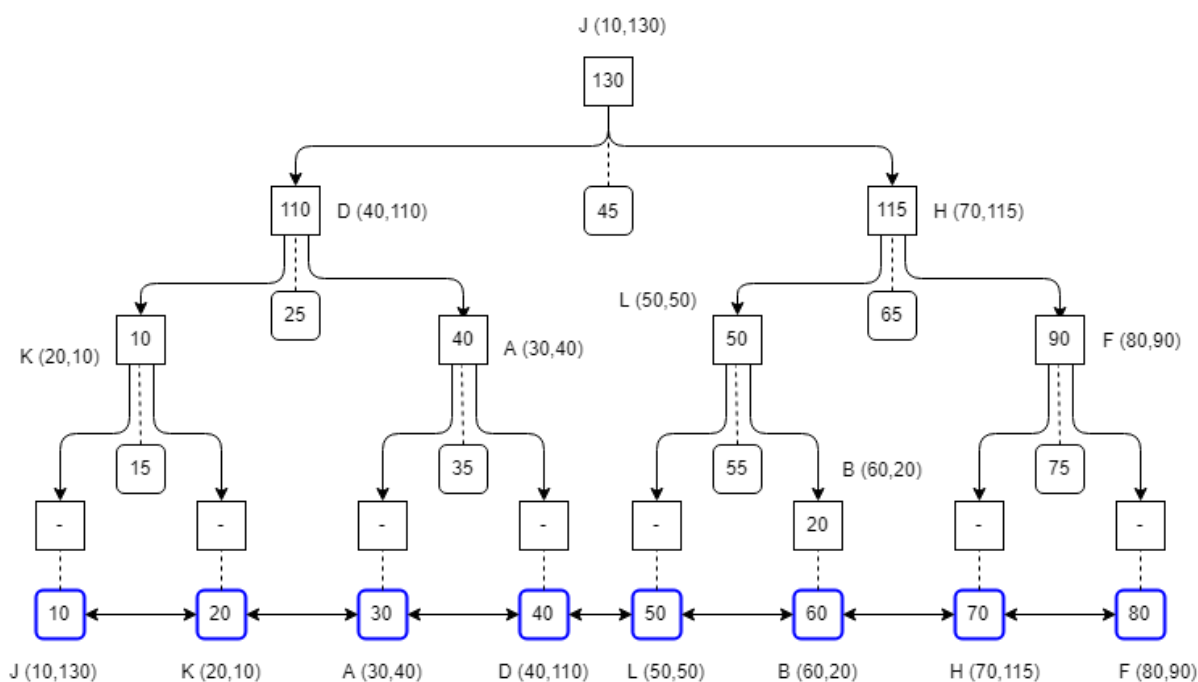 J (10,130)
130
110
D (40,110)
45
115
H (70,115)
25
L (50,50)
65
10
K (20,10)
40
A (30,40)
50
90
F (80,90)
15
35
55
B (60,20)
75
-
-
-
-
-
20
-
-
10
20
30
40
50
60
70
80
J (10,130)
K (20,10)
A (30,40)
D (40,110)
L (50,50)
B (60,20)
H (70,115)
F (80,90)